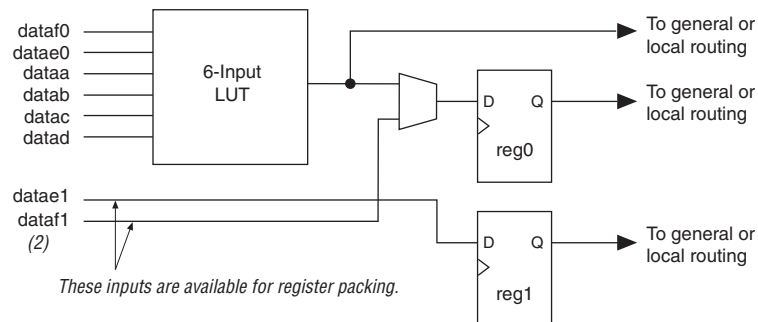 dataf0
datae0
dataa
datab
datac
datad
6-Input
LUT
To general or
local routing
D Q
reg0
To general or
local routing
datae1
dataf1
(2)
These inputs are available for register packing.
D Q
reg1
To general or
local routing